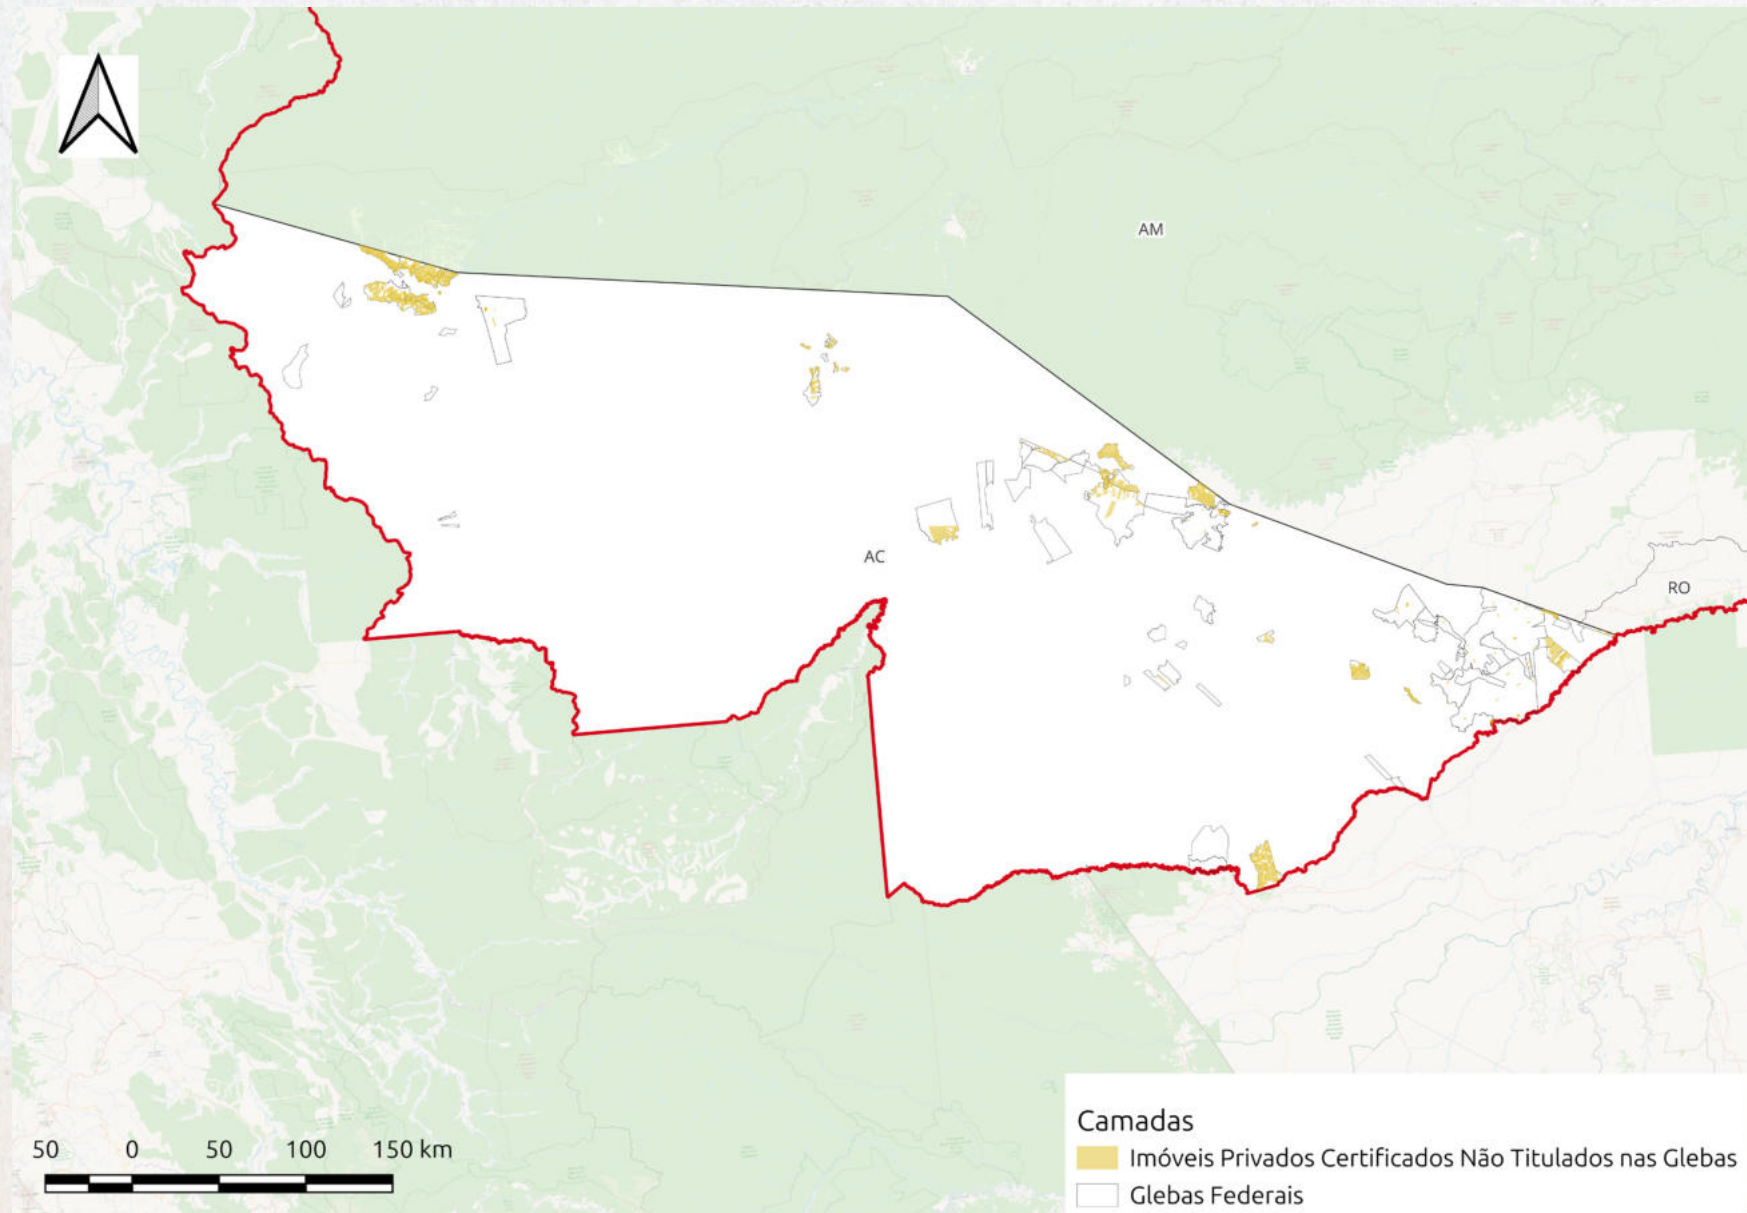 AM
AC
RO
50 0 50 100 150 km
Camadas
Imóveis Privados Certificados Não Titulados nas Glebas
Glebas Federais